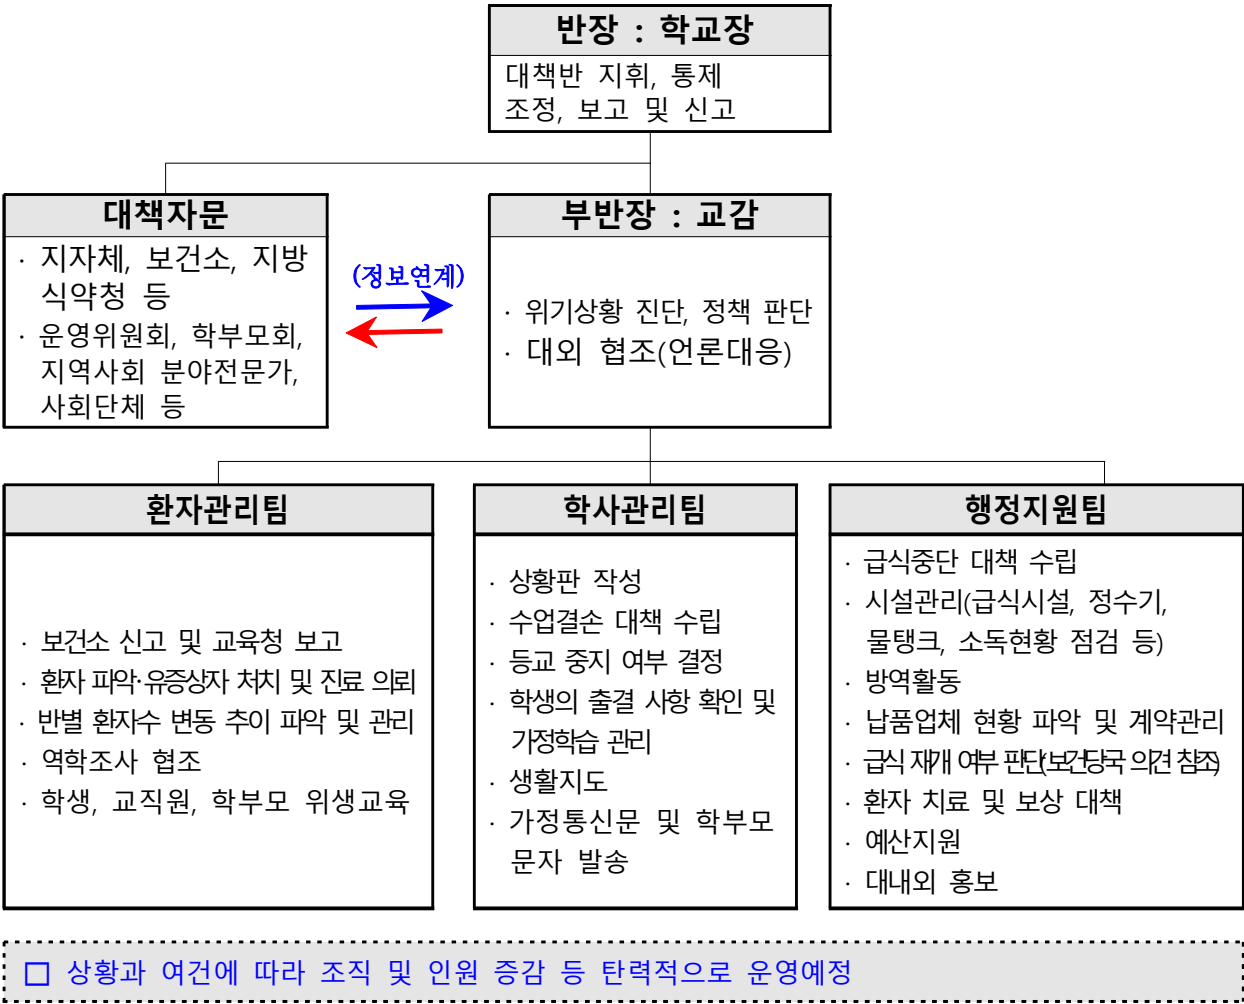 반장 : 학교장
대책반 지휘, 통제
조정, 보고 및 신고
대책자문
· 지자체, 보건소, 지방
식약청 등
· 운영위원회, 학부모회,
지역사회 분야전문가,
사회단체 등
(정보연계)
부반장 : 교감
· 위기상황 진단, 정책 판단
· 대외 협조(언론대응)
환자관리팀
· 보건소 신고 및 교육청 보고
· 환자 파악·유증상자 처치 및 진료 의뢰
· 반별 환자수 변동 추이 파악 및 관리
· 역학조사 협조
· 학생, 교직원, 학부모 위생교육
학사관리팀
· 상황판 작성
· 수업결손 대책 수립
· 등교 중지 여부 결정
· 학생의 출결 사항 확인 및
가정학습 관리
· 생활지도
· 가정통신문 및 학부모
문자 발송
행정지원팀
· 급식중단 대책 수립
· 시설관리(급식시설, 정수기,
물탱크, 소독현황 점검 등)
· 방역활동
· 납품업체 현황 파악 및 계약관리
· 급식 재개 여부 판단(보건당국 의견 참조)
· 환자 치료 및 보상 대책
· 예산지원
· 대내외 홍보
□ 상황과 여건에 따라 조직 및 인원 증감 등 탄력적으로 운영예정